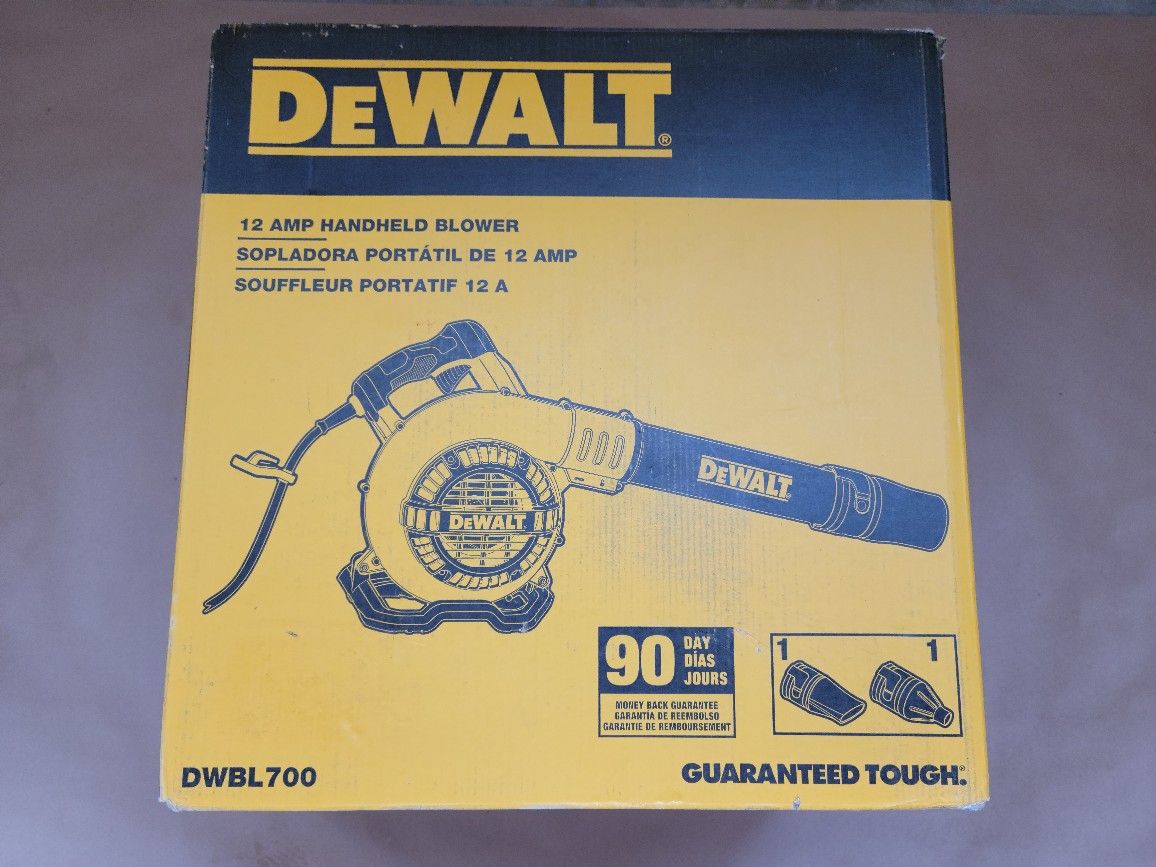 DEWALT®
12 AMP HANDHELD BLOWER
SOPLADORA PORTÁTIL DE 12 AMP
SOUFFLEUR PORTATIF 12 A
DEWALT
DEWALT
90 DAY
DÍAS
JOURS
MONEY BACK GUARANTEE
GARANTÍA DE REEMBOLSO
GARANTIE DE REMBOURSEMENT
1
1
DWBL700
GUARANTEED TOUGH®.